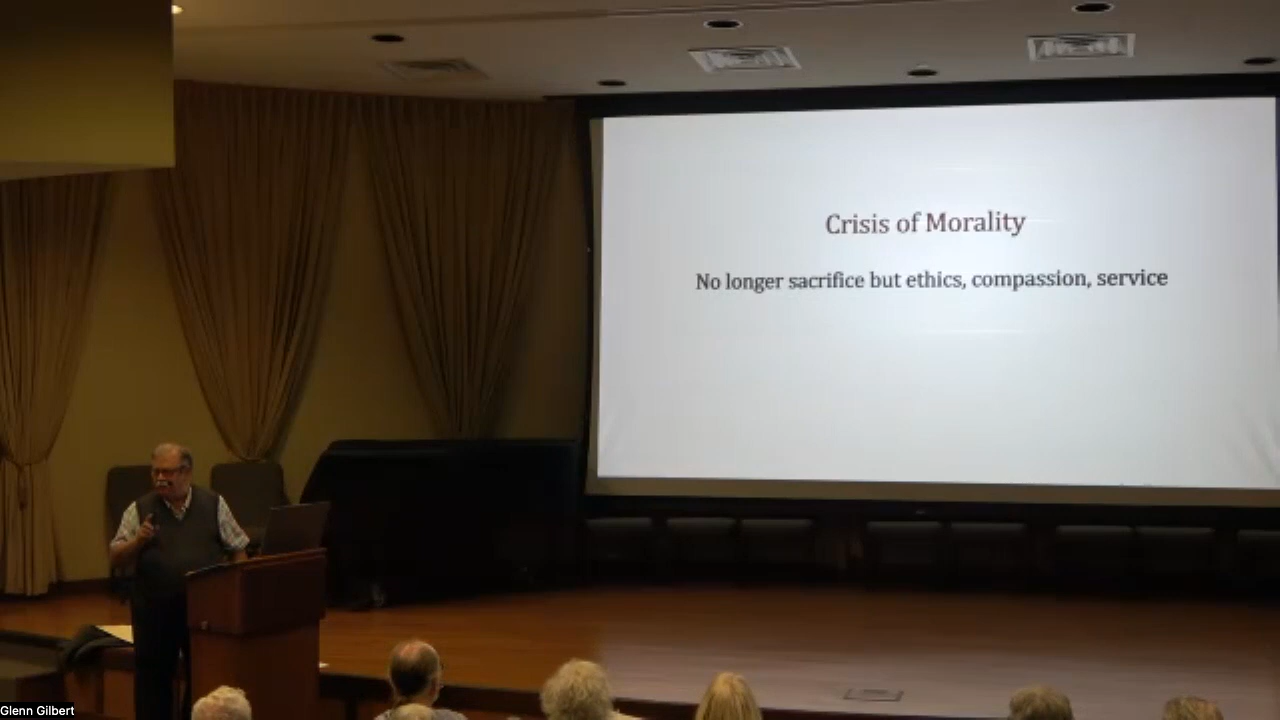 Crisis of Morality
No longer sacrifice but ethics, compassion, service
Glenn Gilbert